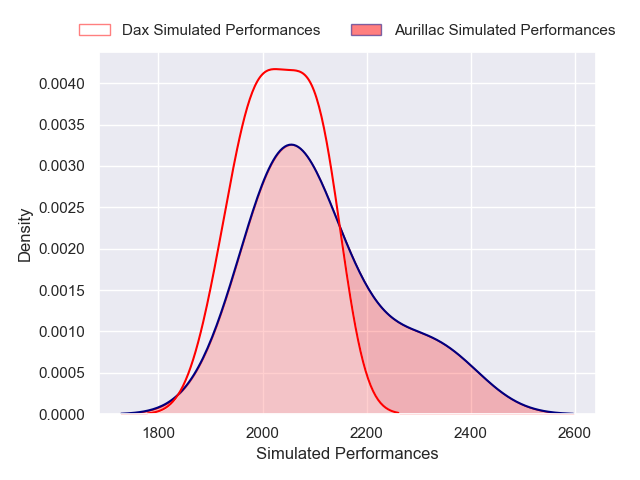 Dax Simulated Performances Aurillac Simulated Performances
0.0040
0.0035
0.0030
0.0025
0.0020
0.0015
0.0010
0.0005
0.0000
Density
1800 2000 2200 2400 2600
Simulated Performances